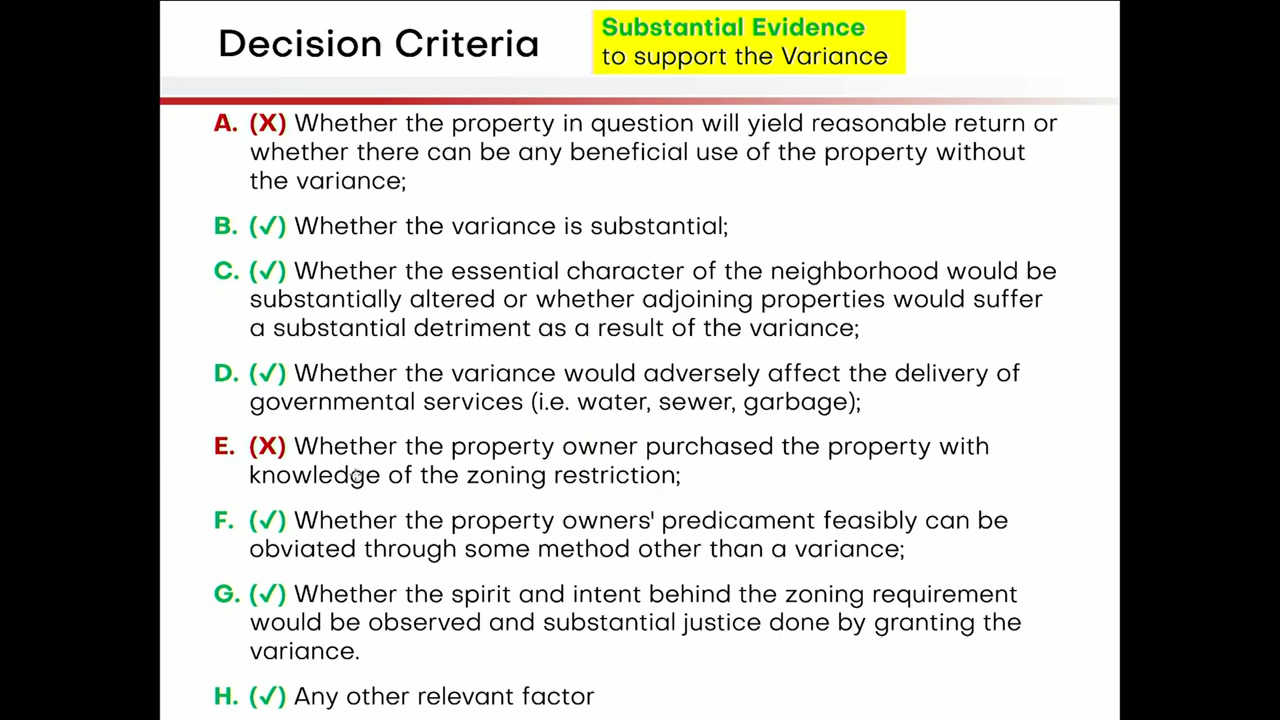 Decision Criteria
Substantial Evidence
to support the Variance
A. (X) Whether the property in question will yield reasonable return or
whether there can be any beneficial use of the property without
the variance;
B. (✓) Whether the variance is substantial;
C. (✓) Whether the essential character of the neighborhood would be
substantially altered or whether adjoining properties would suffer
a substantial detriment as a result of the variance;
D. (✓) Whether the variance would adversely affect the delivery of
governmental services (i.e. water, sewer, garbage);
E. (X) Whether the property owner purchased the property with
knowledge of the zoning restriction;
F. (✓) Whether the property owners' predicament feasibly can be
obviated through some method other than a variance;
G. (✓) Whether the spirit and intent behind the zoning requirement
would be observed and substantial justice done by granting the
variance.
H. (✓) Any other relevant factor